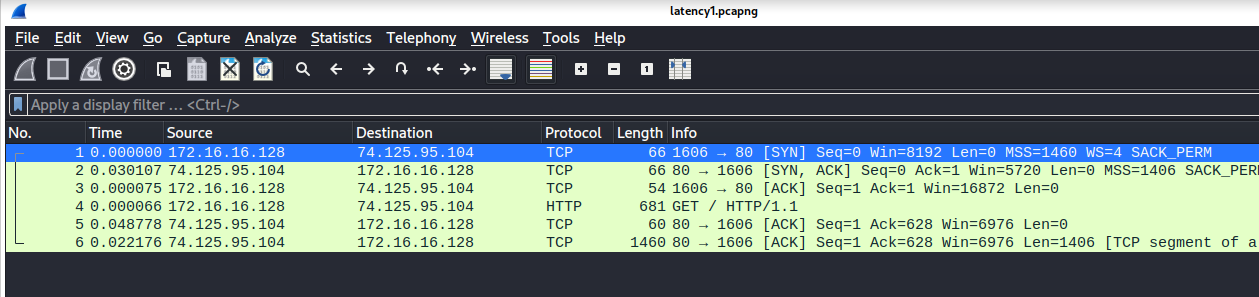 latency1.pcapng
File Edit View Go Capture Analyze Statistics Telephony Wireless Tools Help
Apply a display filter … <Ctrl-/>
No. Time Source Destination Protocol Length Info
1 0.000000 172.16.16.128 74.125.95.104 TCP 66 1606 → 80 [SYN] Seq=0 Win=8192 Len=0 MSS=1460 WS=4 SACK_PERM
2 0.030107 74.125.95.104 172.16.16.128 TCP 66 80 → 1606 [SYN, ACK] Seq=0 Ack=1 Win=5720 Len=0 MSS=1406 SACK_PER
3 0.000075 172.16.16.128 74.125.95.104 TCP 54 1606 → 80 [ACK] Seq=1 Ack=1 Win=16872 Len=0
4 0.000066 172.16.16.128 74.125.95.104 HTTP 681 GET / HTTP/1.1
5 0.048778 74.125.95.104 172.16.16.128 TCP 60 80 → 1606 [ACK] Seq=1 Ack=628 Win=6976 Len=0
6 0.022176 74.125.95.104 172.16.16.128 TCP 1460 80 → 1606 [ACK] Seq=1 Ack=628 Win=6976 Len=1406 [TCP segment of a